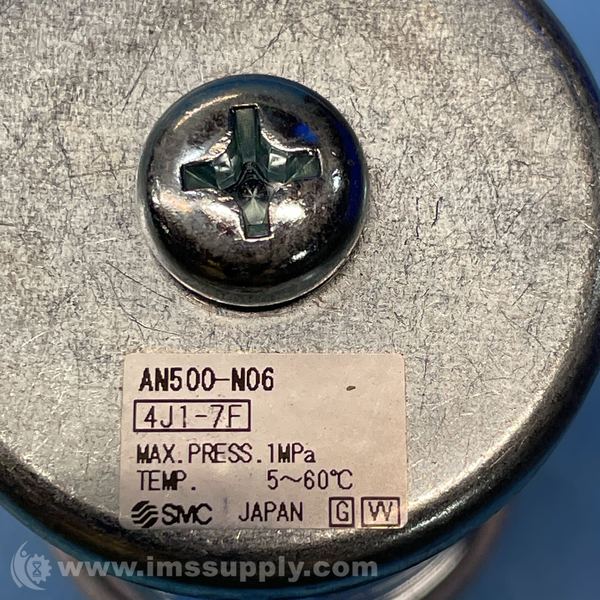 AN500-N06
4J1-7F
MAX.PRESS.1MPa
TEMP. 5~60℃
SMC JAPAN G W
www.imssupply.com